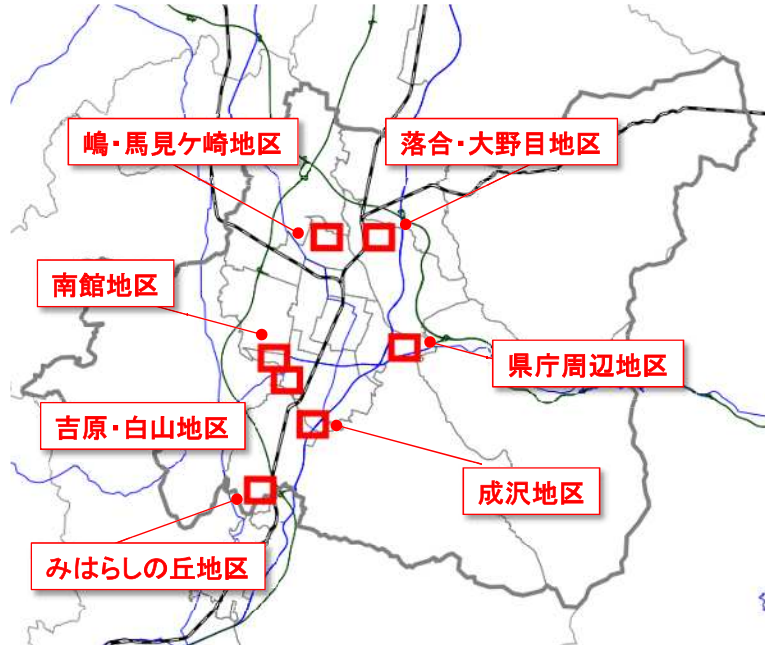 嶋・馬見ケ崎地区
落合・大野目地区
南館地区
県庁周辺地区
吉原・白山地区
成沢地区
みはらしの丘地区